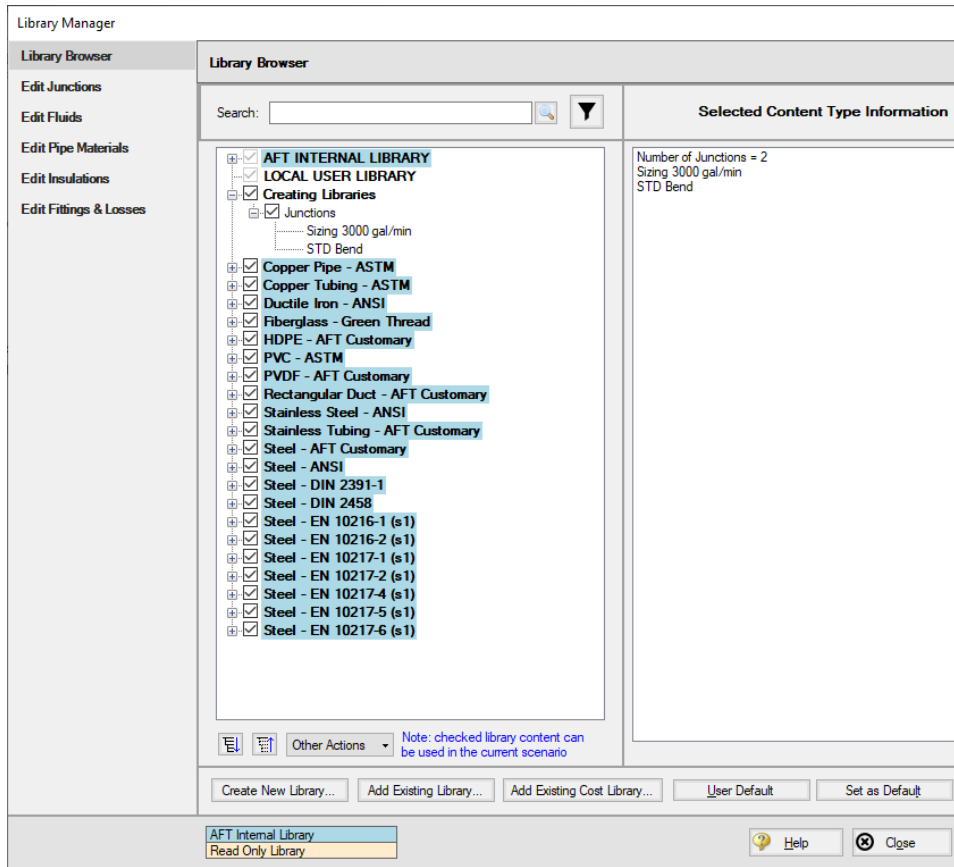 Library Manager
Library Browser
Edit Junctions
Edit Fluids
Edit Pipe Materials
Edit Insulations
Edit Fittings & Losses
Library Browser
Search:
AFT INTERNAL LIBRARY
LOCAL USER LIBRARY
Creating Libraries
Junctions
Sizing 3000 gal/min
STD Bend
Copper Pipe - ASTM
Copper Tubing - ASTM
Ductile Iron - ANSI
Fiberglass - Green Thread
HDPE - AFT Customary
PVC - ASTM
PVDF - AFT Customary
Rectangular Duct - AFT Customary
Stainless Steel - ANSI
Stainless Tubing - AFT Customary
Steel - AFT Customary
Steel - ANSI
Steel - DIN 2391-1
Steel - DIN 2458
Steel - EN 10216-1 (s1)
Steel - EN 10216-2 (s1)
Steel - EN 10217-1 (s1)
Steel - EN 10217-2 (s1)
Steel - EN 10217-4 (s1)
Steel - EN 10217-5 (s1)
Steel - EN 10217-6 (s1)
Other Actions
Note: checked library content can
be used in the current scenario
Selected Content Type Information
Number of Junctions = 2
Sizing 3000 gal/min
STD Bend
Create New Library...
Add Existing Library...
Add Existing Cost Library...
User Default
Set as Default
AFT Internal Library
Read Only Library
Help
Close